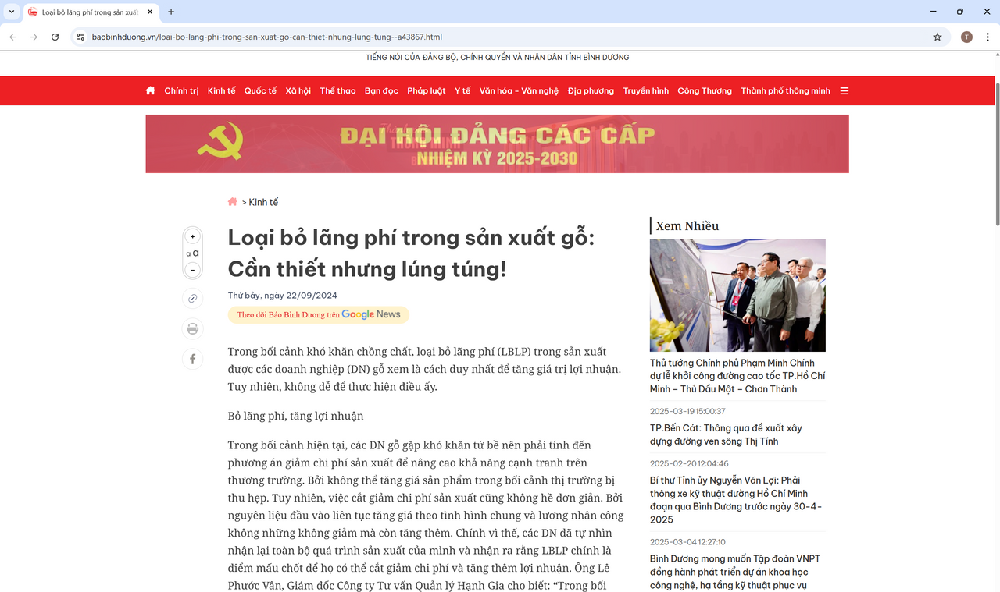 Loại bỏ lãng phí trong sản xuất
baobinhduong.vn/loai-bo-lang-phi-trong-san-xuat-go-can-thiet-nhung-lung-tung--a43867.html
T
TIẾNG NÓI CỦA ĐẢNG BỘ, CHÍNH QUYỀN VÀ NHÂN DÂN TỈNH BÌNH DƯƠNG
Chính trị Kinh tế Quốc tế Xã hội Thể thao Bạn đọc Pháp luật Y tế Văn hóa - Văn nghệ Địa phương Truyền hình Công Thương Thành phố thông minh
ĐẠI HỘI ĐẢNG CÁC CẤP
THÔNG MINH
NHIỆM KỲ 2025-2030
> Kinh tế
Loại bỏ lãng phí trong sản xuất gỗ:
Cần thiết nhưng lúng túng!
+
a a
-
Thứ bảy, ngày 22/09/2024
Theo dõi Báo Bình Dương trên Google News
Trong bối cảnh khó khăn chồng chất, loại bỏ lãng phí (LBLP) trong sản xuất
được các doanh nghiệp (DN) gỗ xem là cách duy nhất để tăng giá trị lợi nhuận.
Tuy nhiên, không dễ để thực hiện điều ấy.
Bỏ lãng phí, tăng lợi nhuận
Trong bối cảnh hiện tại, các DN gỗ gặp khó khăn tứ bề nên phải tính đến
phương án giảm chi phí sản xuất để nâng cao khả năng cạnh tranh trên
thương trường. Bởi không thể tăng giá sản phẩm trong bối cảnh thị trường bị
thu hẹp. Tuy nhiên, việc cắt giảm chi phí sản xuất cũng không hề đơn giản. Bởi
nguyên liệu đầu vào liên tục tăng giá theo tình hình chung và lương nhân công
không những không giảm mà còn tăng thêm. Chính vì thế, các DN đã tự nhìn
nhận lại toàn bộ quá trình sản xuất của mình và nhận ra rằng LBLP chính là
điểm mấu chốt để họ có thể cắt giảm chi phí và tăng thêm lợi nhuận. Ông Lê
Phước Vân, Giám đốc Công ty Tư vấn Quản lý Hạnh Gia cho biết: “Trong bối
Xem Nhiều
Thủ tướng Chính phủ Phạm Minh Chính
dự lễ khởi công đường cao tốc TP.Hồ Chí
Minh – Thủ Dầu Một – Chơn Thành
2025-03-19 15:00:37
TP.Bến Cát: Thông qua đề xuất xây
dựng đường ven sông Thị Tính
2025-02-20 12:04:46
Bí thư Tỉnh ủy Nguyễn Văn Lợi: Phải
thông xe kỹ thuật đường Hồ Chí Minh
đoạn qua Bình Dương trước ngày 30-4-
2025
2025-03-04 12:27:10
Bình Dương mong muốn Tập đoàn VNPT
đồng hành phát triển dự án khoa học
công nghệ, hạ tầng kỹ thuật phục vụ